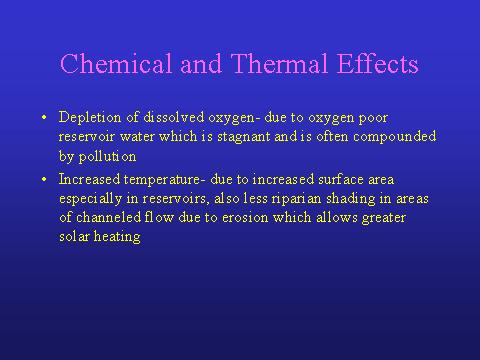 Chemical and Thermal Effects
• Depletion of dissolved oxygen- due to oxygen poor
reservoir water which is stagnant and is often compounded
by pollution
• Increased temperature- due to increased surface area
especially in reservoirs, also less riparian shading in areas
of channeled flow due to erosion which allows greater
solar heating